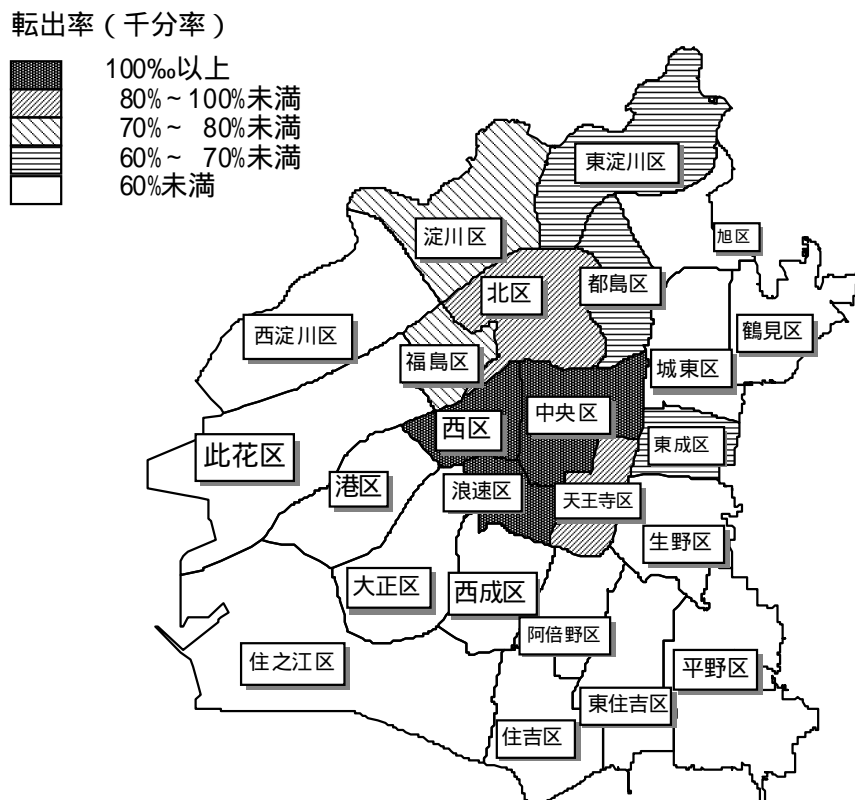 転出率(千分率)
100‰以上
80%~100%未満
70%~ 80%未満
60%~ 70%未満
60%未満
東淀川区
旭区
淀川区
都島区
北区
西淀川区
鶴見区
福島区
城東区
中央区
西区
東成区
此花区
港区
浪速区
天王寺区
生野区
大正区
西成区
阿倍野区
住之江区
平野区
東住吉区
住吉区